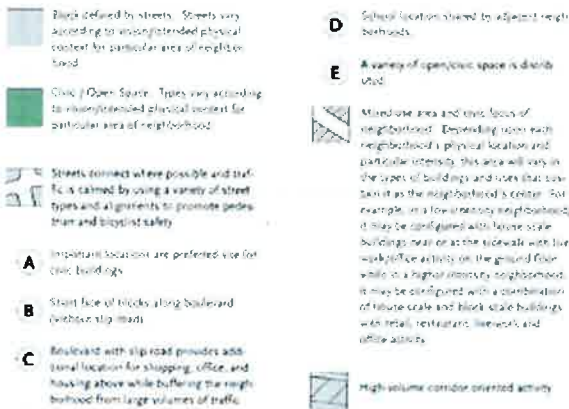 Block defined by streets. Streets vary
according to vision/intended physical
context for particular area of neighbor-
hood
Civic / Open Space. Types vary according
to vision/intended physical context for
particular area of neighborhood
Streets connect where possible and traf-
fic is calmed by using a variety of street
types and alignments to promote pedes-
trian and bicyclist safety
A
Important locations are preferred site for
civic buildings
B
Short face of blocks along boulevard
(without slip road)
C
Boulevard with slip road provides addi-
tional location for shopping, office, and
housing above while buffering the neigh-
borhood from large volumes of traffic
D
School location shared by adjacent neigh-
borhoods
E
A variety of open/civic space is distrib-
uted
Mixed use area and civic focus of
neighborhood. Depending upon each
neighborhood's physical location and
particular intensity, this area will vary in
the types of buildings and uses that
it as the neighborhood's center. For
example, in a low intensity neighborhood,
it may be configured with house scale
buildings near or at the sidewalk with live
work/office activity on the ground floor
while in a higher intensity neighborhood,
it may be configured with a combination
of house scale and block scale buildings
with retail, restaurant, live/work and
office activity
High-volume corridor oriented activity